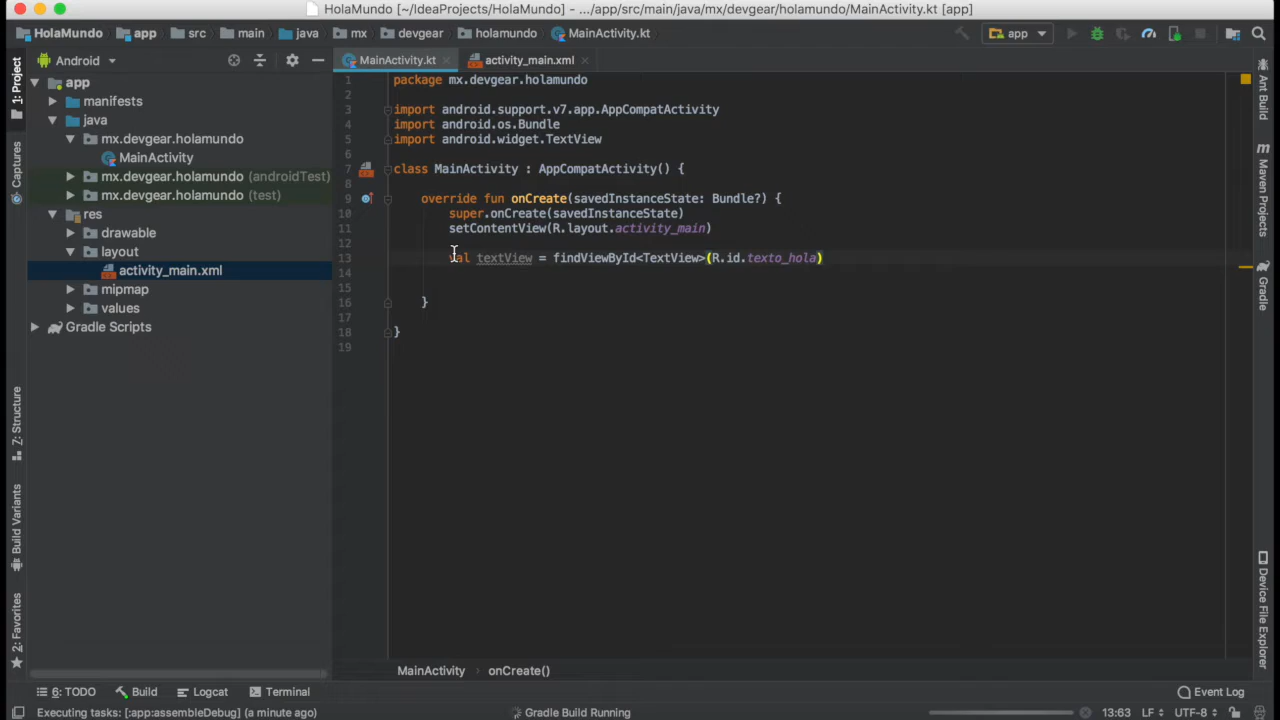 HolaMundo [~/IdeaProjects/HolaMundo] - .../app/src/main/java/mx/devgear/holamundo/MainActivity.kt [app]
HolaMundo app src main java mx devgear holamundo MainActivity.kt app
1: Project
Captures
7: Structure
Build Variants
2: Favorites
Android
app
manifests
java
mx.devgear.holamundo
MainActivity
mx.devgear.holamundo (androidTest)
mx.devgear.holamundo (test)
res
drawable
layout
activity_main.xml
mipmap
values
Gradle Scripts
MainActivity.kt activity_main.xml
1 package mx.devgear.holamundo
2
3 import android.support.v7.app.AppCompatActivity
4 import android.os.Bundle
5 import android.widget.TextView
6
7 class MainActivity : AppCompatActivity() {
8
9 override fun onCreate(savedInstanceState: Bundle?) {
10 super.onCreate(savedInstanceState)
11 setContentView(R.layout.activity_main)
12
13 val textView = findViewById<TextView>(R.id.texto_hola)
14
15
16 }
17
18 }
19
Ant Build
Maven Projects
Gradle
Device File Explorer
MainActivity onCreate()
6: TODO Build Logcat Terminal Event Log
Executing tasks: [:app:assembleDebug] (a minute ago) Gradle Build Running 13:63 LF UTF-8